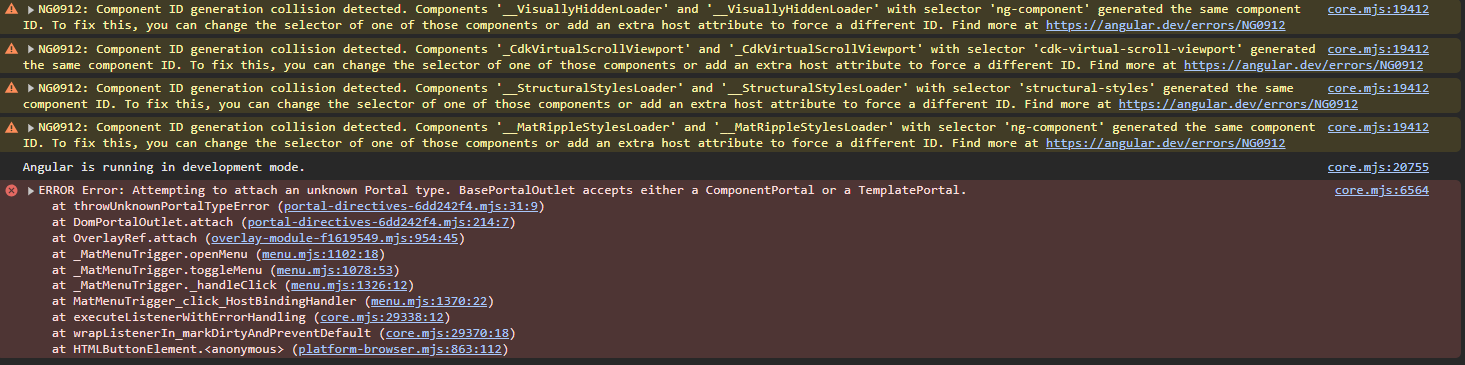 NG0912: Component ID generation collision detected. Components '__VisuallyHiddenLoader' and '__VisuallyHiddenLoader' with selector 'ng-component' generated the same component core.mjs:19412
ID. To fix this, you can change the selector of one of those components or add an extra host attribute to force a different ID. Find more at https://angular.dev/errors/NG0912
NG0912: Component ID generation collision detected. Components '_CdkVirtualScrollViewport' and '_CdkVirtualScrollViewport' with selector 'cdk-virtual-scroll-viewport' generated core.mjs:19412
the same component ID. To fix this, you can change the selector of one of those components or add an extra host attribute to force a different ID. Find more at https://angular.dev/errors/NG0912
NG0912: Component ID generation collision detected. Components '__StructuralStylesLoader' and '__StructuralStylesLoader' with selector 'structural-styles' generated the same core.mjs:19412
component ID. To fix this, you can change the selector of one of those components or add an extra host attribute to force a different ID. Find more at https://angular.dev/errors/NG0912
NG0912: Component ID generation collision detected. Components '__MatRippleStylesLoader' and '__MatRippleStylesLoader' with selector 'ng-component' generated the same component core.mjs:19412
ID. To fix this, you can change the selector of one of those components or add an extra host attribute to force a different ID. Find more at https://angular.dev/errors/NG0912
Angular is running in development mode. core.mjs:20755
ERROR Error: Attempting to attach an unknown Portal type. BasePortalOutlet accepts either a ComponentPortal or a TemplatePortal. core.mjs:6564
at throwUnknownPortalTypeError (portal-directives-6dd242f4.mjs:31:9)
at DomPortalOutlet.attach (portal-directives-6dd242f4.mjs:214:7)
at OverlayRef.attach (overlay-module-f1619549.mjs:954:45)
at _MatMenuTrigger.openMenu (menu.mjs:1102:18)
at _MatMenuTrigger.toggleMenu (menu.mjs:1078:53)
at _MatMenuTrigger._handleClick (menu.mjs:1326:12)
at MatMenuTrigger_click_HostBindingHandler (menu.mjs:1370:22)
at executeListenerWithErrorHandling (core.mjs:29338:12)
at wrapListenerIn_markDirtyAndPreventDefault (core.mjs:29370:18)
at HTMLButtonElement.<anonymous> (platform-browser.mjs:863:112)